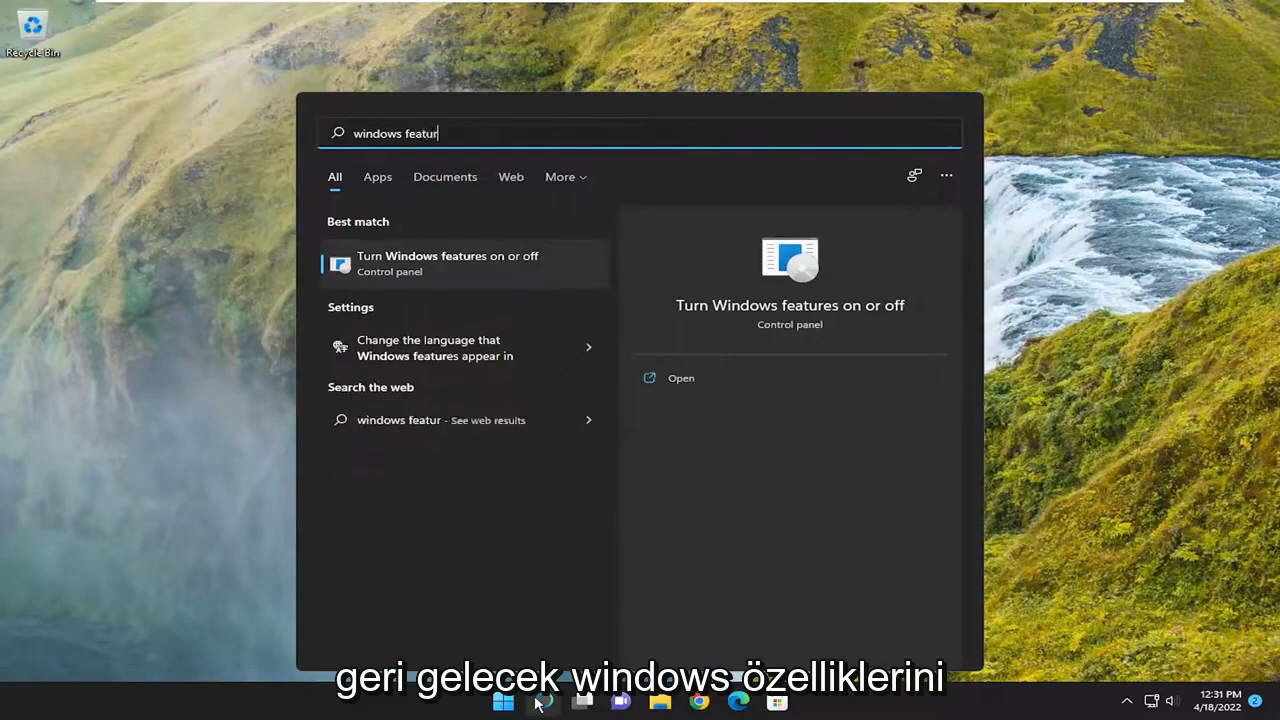 Recycle Bin
windows featur
All Apps Documents Web More
Best match
Turn Windows features on or off
Control panel
Settings
Change the language that
Windows features appear in
Search the web
windows featur - See web results
Turn Windows features on or off
Control panel
Open
geri gelecek windows özelliklerini
12:31 PM
4/18/2022
2